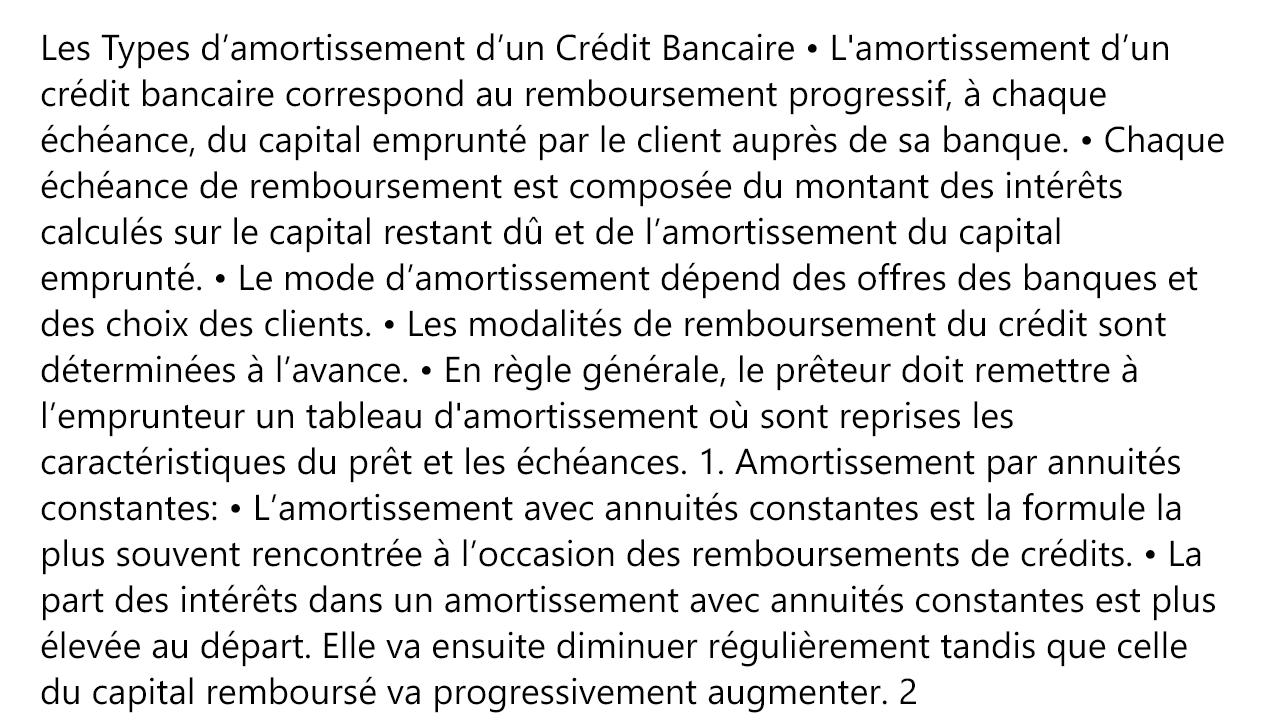 Les Types d’amortissement d’un Crédit Bancaire • L'amortissement d’un
crédit bancaire correspond au remboursement progressif, à chaque
échéance, du capital emprunté par le client auprès de sa banque. • Chaque
échéance de remboursement est composée du montant des intérêts
calculés sur le capital restant dû et de l’amortissement du capital
emprunté. • Le mode d’amortissement dépend des offres des banques et
des choix des clients. • Les modalités de remboursement du crédit sont
déterminées à l’avance. • En règle générale, le prêteur doit remettre à
l’emprunteur un tableau d'amortissement où sont reprises les
caractéristiques du prêt et les échéances. 1. Amortissement par annuités
constantes: • L’amortissement avec annuités constantes est la formule la
plus souvent rencontrée à l’occasion des remboursements de crédits. • La
part des intérêts dans un amortissement avec annuités constantes est plus
élevée au départ. Elle va ensuite diminuer régulièrement tandis que celle
du capital remboursé va progressivement augmenter. 2